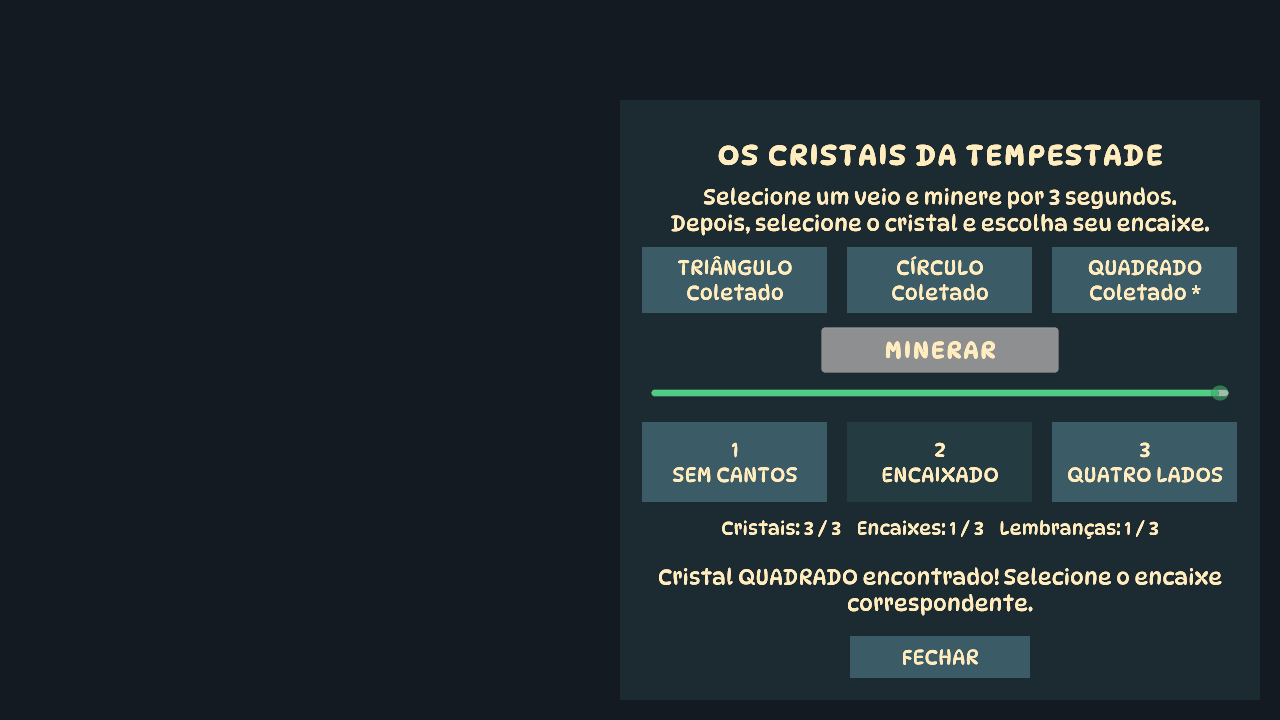 OS CRISTAIS DA TEMPESTADE
Selecione um veio e minere por 3 segundos.
Depois, selecione o cristal e escolha seu encaixe.
TRIÂNGULO
Coletado
CÍRCULO
Coletado
QUADRADO
Coletado *
MINERAR
1
SEM CANTOS
2
ENCAIXADO
3
QUATRO LADOS
Cristais: 3 / 3 Encaixes: 1 / 3 Lembranças: 1 / 3
Cristal QUADRADO encontrado! Selecione o encaixe
correspondente.
FECHAR